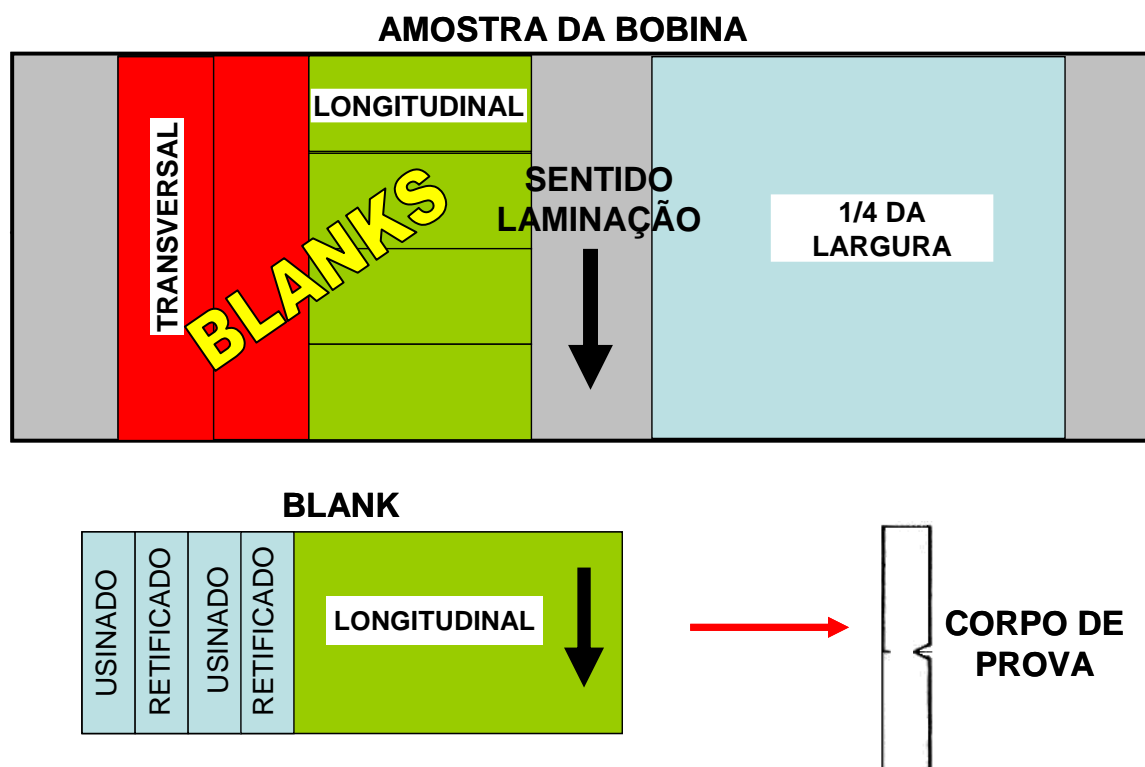 AMOSTRA DA BOBINA
TRANSVERSAL
LONGITUDINAL
BLANKS
SENTIDO
LAMINAÇÃO
1/4 DA
LARGURA
BLANK
USINADO
RETIFICADO
USINADO
RETIFICADO
LONGITUDINAL
CORPO DE
PROVA